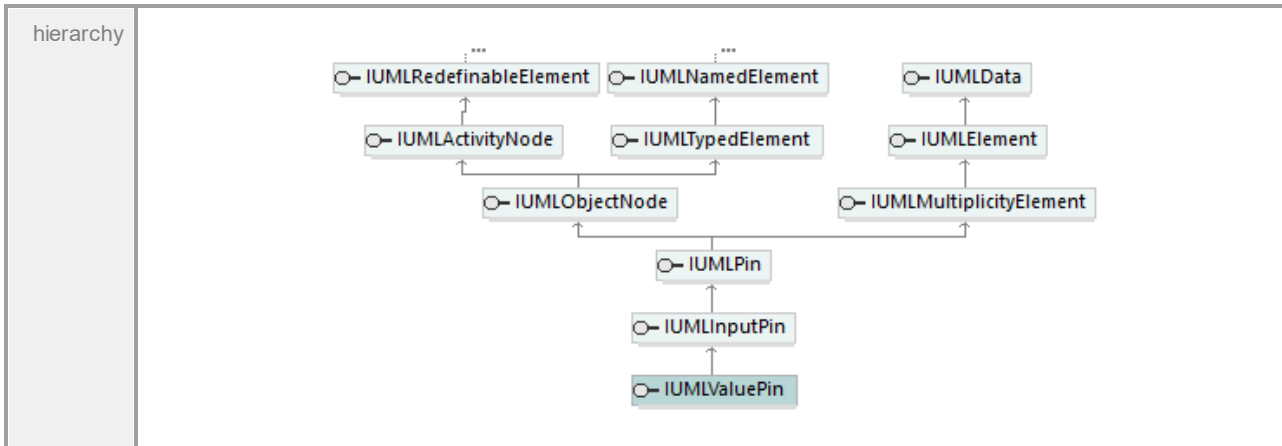 hierarchy
... ...
IUMLRedefinableElement IUMLNamedElement IUMLData
IUMLActivityNode IUMLTypedElement IUMLElement
IUMLObjectNode IUMLMultiplicityElement
IUMLPin
IUMLInputPin
IUMLValuePin